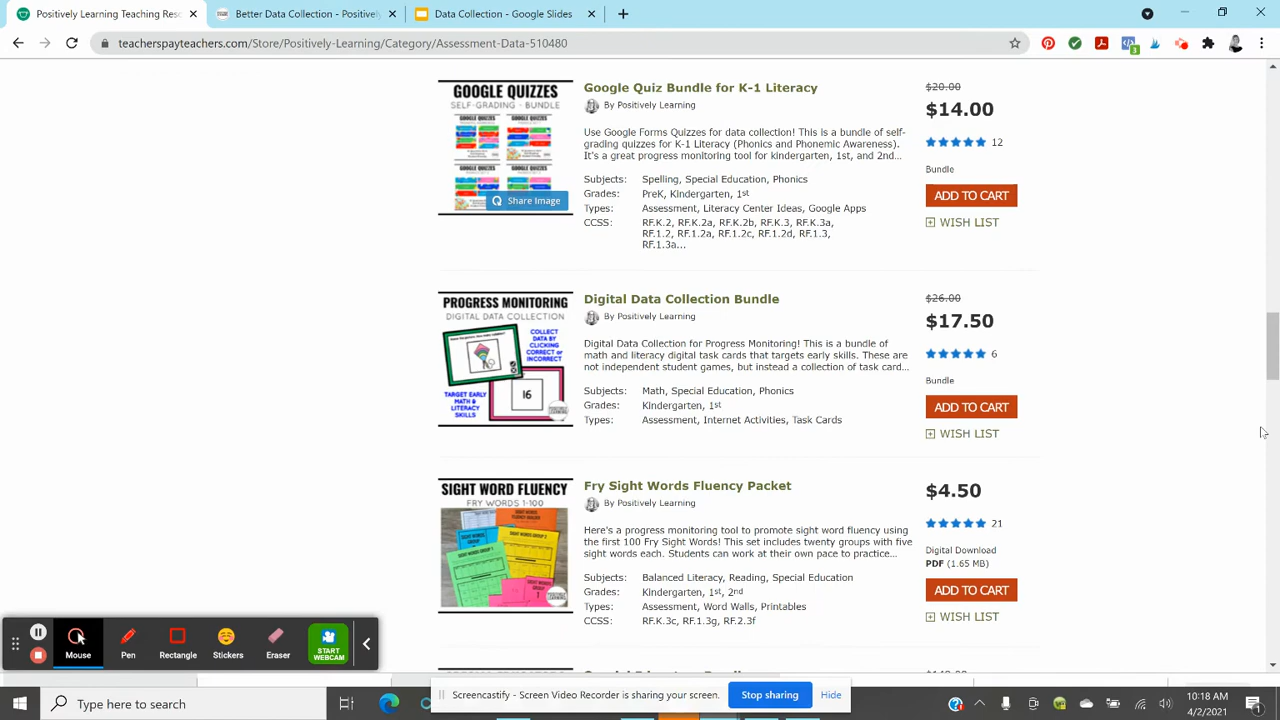 Positively Learning Teaching Res
Better Data Collection - Positivel
Data Collection - Google Slides
teacherspayteachers.com/Store/Positively-Learning/Category/Assessment-Data-510480
GOOGLE QUIZZES
SELF-GRADING - BUNDLE
Share Image
Google Quiz Bundle for K-1 Literacy
By Positively Learning
Use Google Forms Quizzes for data collection! This is a bundle of self-
grading quizzes for K-1 Literacy (Phonics and Phonemic Awareness).
It's a great progress monitoring tool for kindergarten, 1st, and 2nd...
Subjects: Spelling, Special Education, Phonics
Grades: PreK, Kindergarten, 1st
Types: Assessment, Literacy Center Ideas, Google Apps
CCSS: RF.K.2, RF.K.2a, RF.K.2b, RF.K.3, RF.K.3a,
RF.1.2, RF.1.2a, RF.1.2c, RF.1.2d, RF.1.3,
RF.1.3a...
$20.00
$14.00
12
Bundle
ADD TO CART
WISH LIST
PROGRESS MONITORING
DIGITAL DATA COLLECTION
COLLECT
DATA BY
CLICKING
CORRECT or
INCORRECT
TARGET EARLY
MATH &
LITERACY
SKILLS
16
Digital Data Collection Bundle
By Positively Learning
Digital Data Collection for Progress Monitoring! This is a bundle of
math and literacy digital task cards that targets early skills. These are
not independent student games, but instead a collection of task card...
Subjects: Math, Special Education, Phonics
Grades: Kindergarten, 1st
Types: Assessment, Internet Activities, Task Cards
$26.00
$17.50
6
Bundle
ADD TO CART
WISH LIST
SIGHT WORD FLUENCY
FRY WORDS 1-100
Fry Sight Words Fluency Packet
By Positively Learning
Here's a progress monitoring tool to promote sight word fluency using
the first 100 Fry Sight Words! This set includes twenty groups with five
sight words each. Students can work at their own pace to practice...
Subjects: Balanced Literacy, Reading, Special Education
Grades: Kindergarten, 1st, 2nd
Types: Assessment, Word Walls, Printables
CCSS: RF.K.3c, RF.1.3g, RF.2.3f
$4.50
21
Digital Download
PDF (1.65 MB)
ADD TO CART
WISH LIST
Mouse
Pen
Rectangle
Stickers
Eraser
START
WEBCAM
Screencastify - Screen Video Recorder is sharing your screen.
Stop sharing
Hide
Type here to search
10:18 AM
4/2/2021